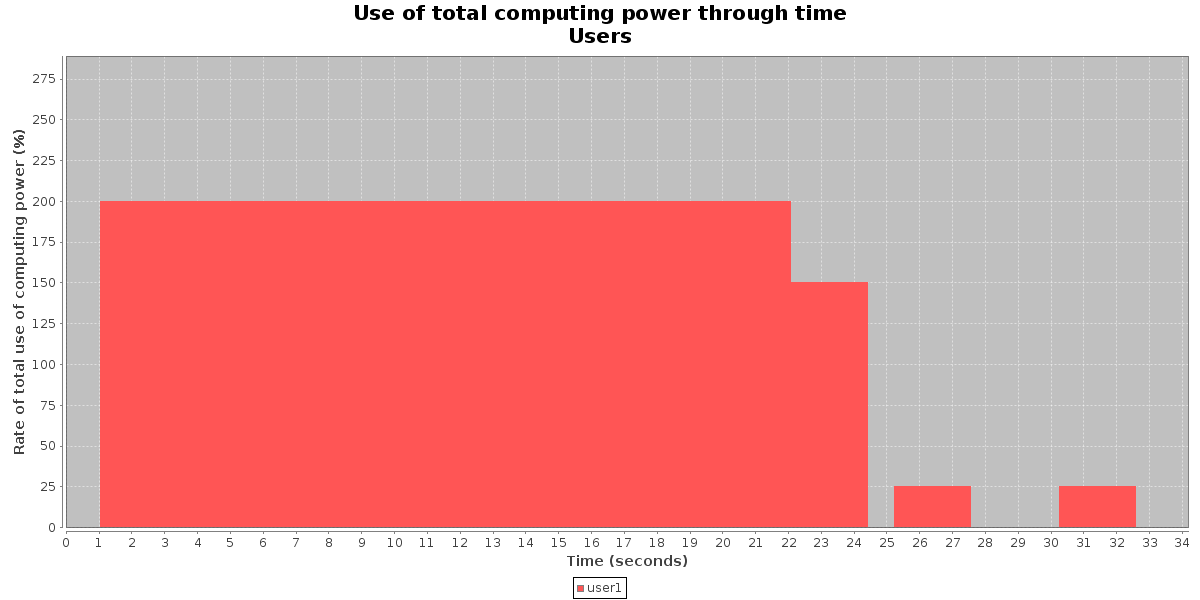 Use of total computing power through time
Users
Rate of total use of computing power (%)
275
250
225
200
175
150
125
100
75
50
25
0
0 1 2 3 4 5 6 7 8 9 10 11 12 13 14 15 16 17 18 19 20 21 22 23 24 25 26 27 28 29 30 31 32 33 34
Time (seconds)
user1